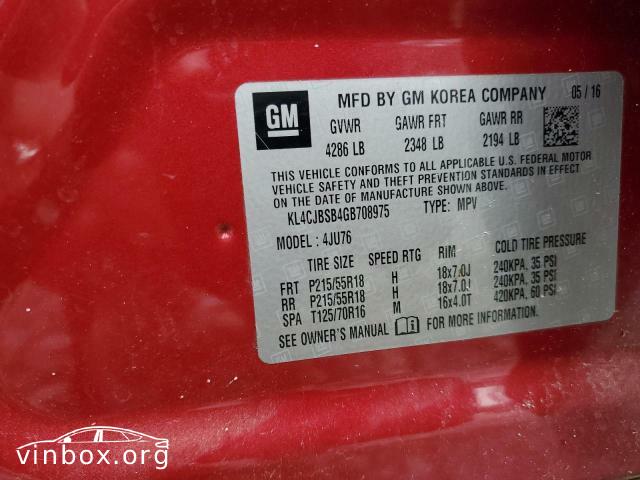 GM
MFD BY GM KOREA COMPANY 05 / 16
GVWR GAWR FRT GAWR RR
4286 LB 2348 LB 2194 LB
THIS VEHICLE CONFORMS TO ALL APPLICABLE U.S. FEDERAL MOTOR
VEHICLE SAFETY AND THEFT PREVENTION STANDARDS IN EFFECT
ON THE DATE OF MANUFACTURE SHOWN ABOVE.
KL4CJBSB4GB708975 TYPE: MPV
MODEL : 4JU76
TIRE SIZE SPEED RTG RIM COLD TIRE PRESSURE
FRT P215/55R18 H 18x7.0J 240KPA, 35 PSI
RR P215/55R18 H 18x7.0J 240KPA, 35 PSI
SPA T125/70R16 M 16x4.0T 420KPA, 60 PSI
SEE OWNER'S MANUAL FOR MORE INFORMATION.
vinbox.org